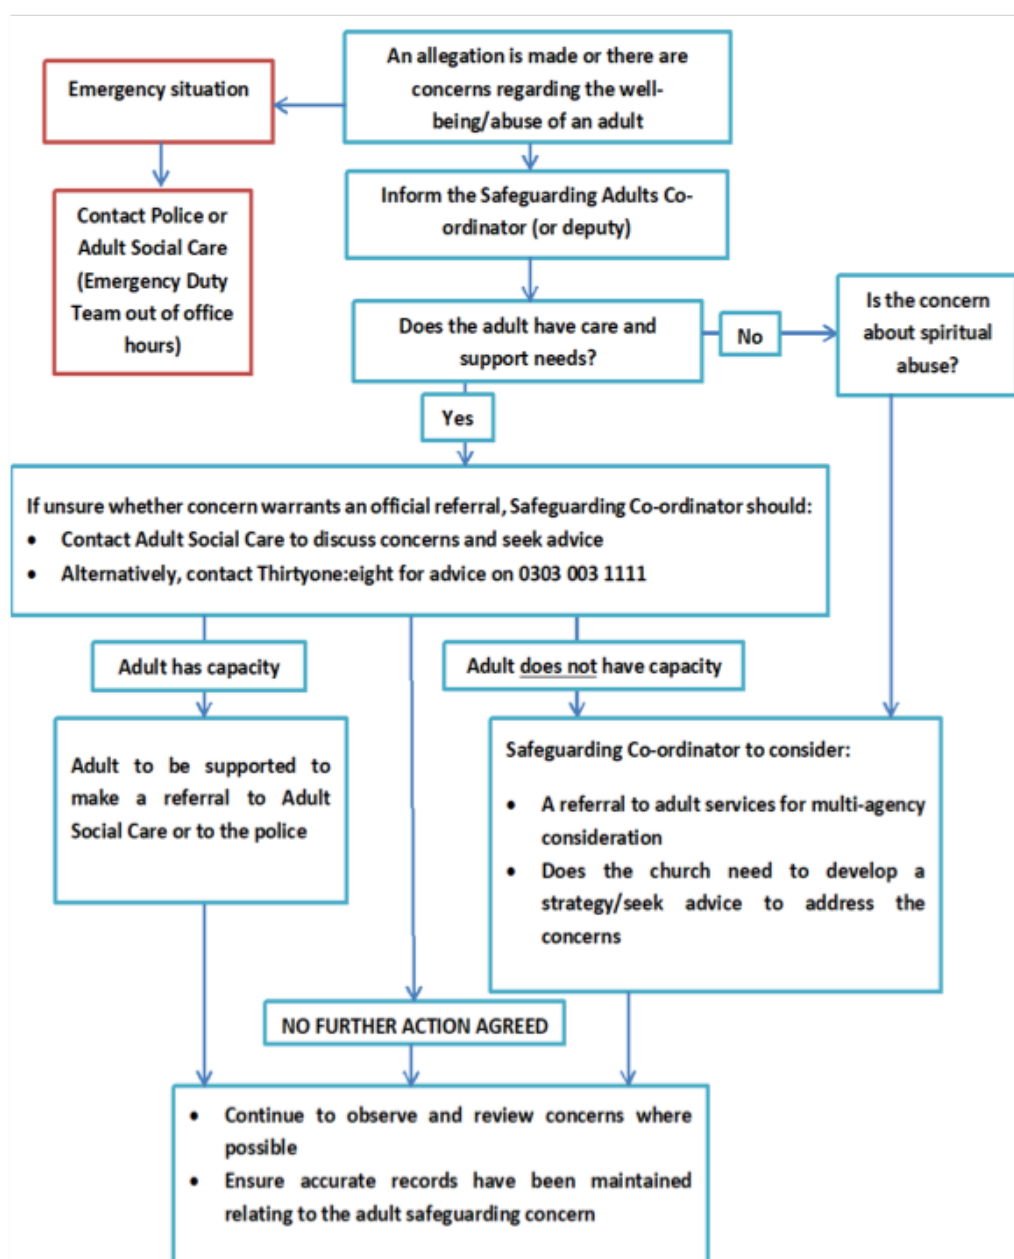 An allegation is made or there are
concerns regarding the well-
being/abuse of an adult
Emergency situation
Contact Police or
Adult Social Care
(Emergency Duty
Team out of office
hours)
Inform the Safeguarding Adults Co-
ordinator (or deputy)
Does the adult have care and
support needs?
No
Is the concern
about spiritual
abuse?
Yes
If unsure whether concern warrants an official referral, Safeguarding Co-ordinator should:
• Contact Adult Social Care to discuss concerns and seek advice
• Alternatively, contact Thirtyone:eight for advice on 0303 003 1111
Adult has capacity
Adult does not have capacity
Adult to be supported to
make a referral to Adult
Social Care or to the police
Safeguarding Co-ordinator to consider:
• A referral to adult services for multi-agency
consideration
• Does the church need to develop a
strategy/seek advice to address the
concerns
NO FURTHER ACTION AGREED
• Continue to observe and review concerns where
possible
• Ensure accurate records have been maintained
relating to the adult safeguarding concern